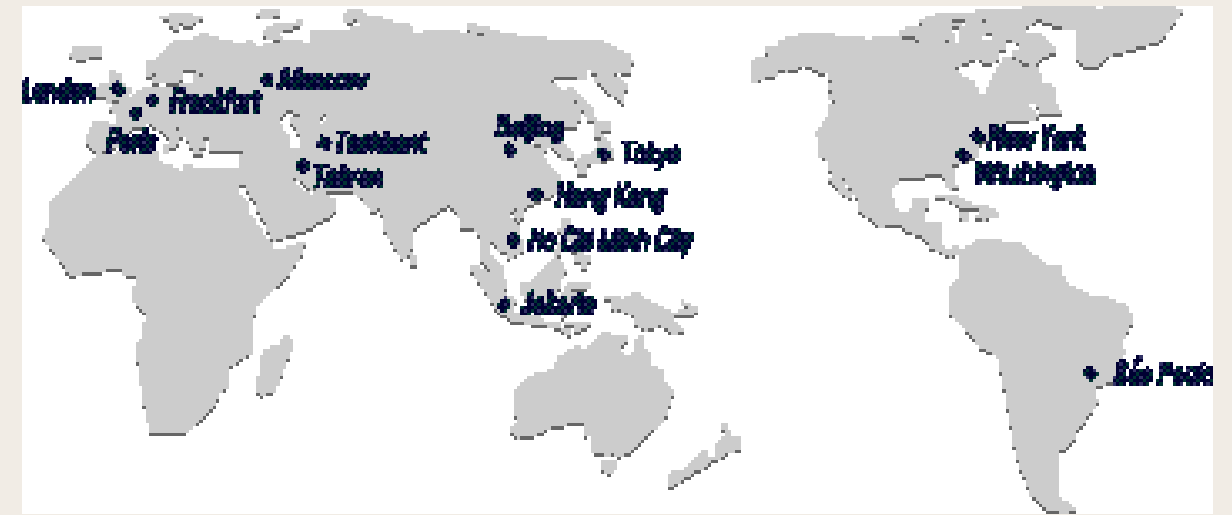 London
Moscow
Frankfurt
Paris
Tashkent
Tehran
Beijing
Tokyo
Hong Kong
Ho Chi Minh City
Jakarta
New York
Washington
São Paulo